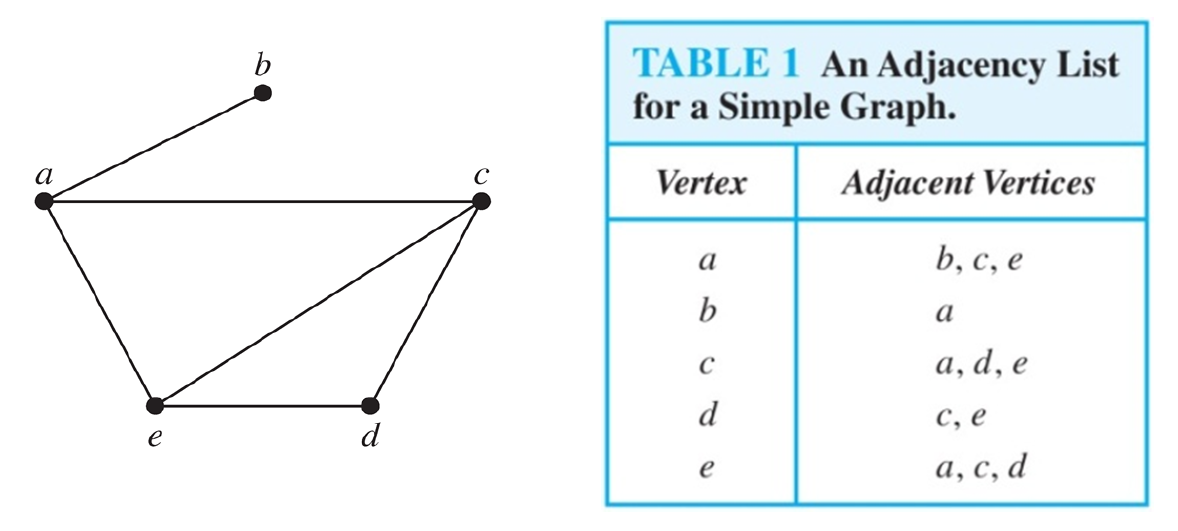 b
a
c
e
d
TABLE 1 An Adjacency List
for a Simple Graph.
Vertex Adjacent Vertices
a b, c, e
b a
c a, d, e
d c, e
e a, c, d